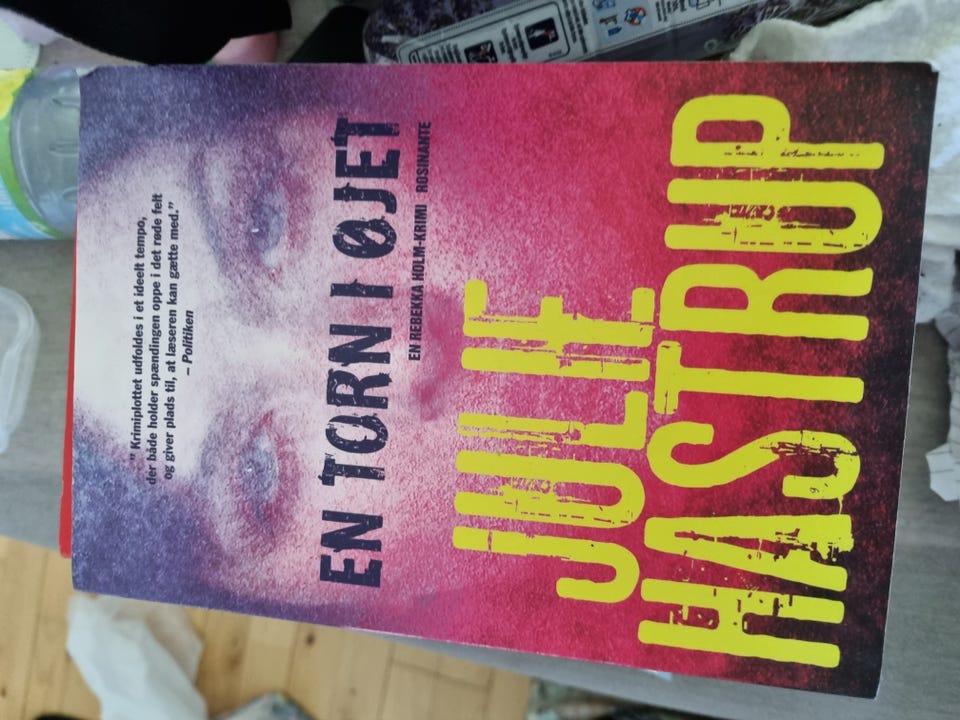 " Krimiplottet udfoldes i et ideelt tempo,
der både holder spændingen oppe i det røde felt
og giver plads til, at læseren kan gætte med."
– Politiken
EN TORN I ØJET
EN REBEKKA HOLM-KRIMI ROSINANTE
JULIE
HASTRUP